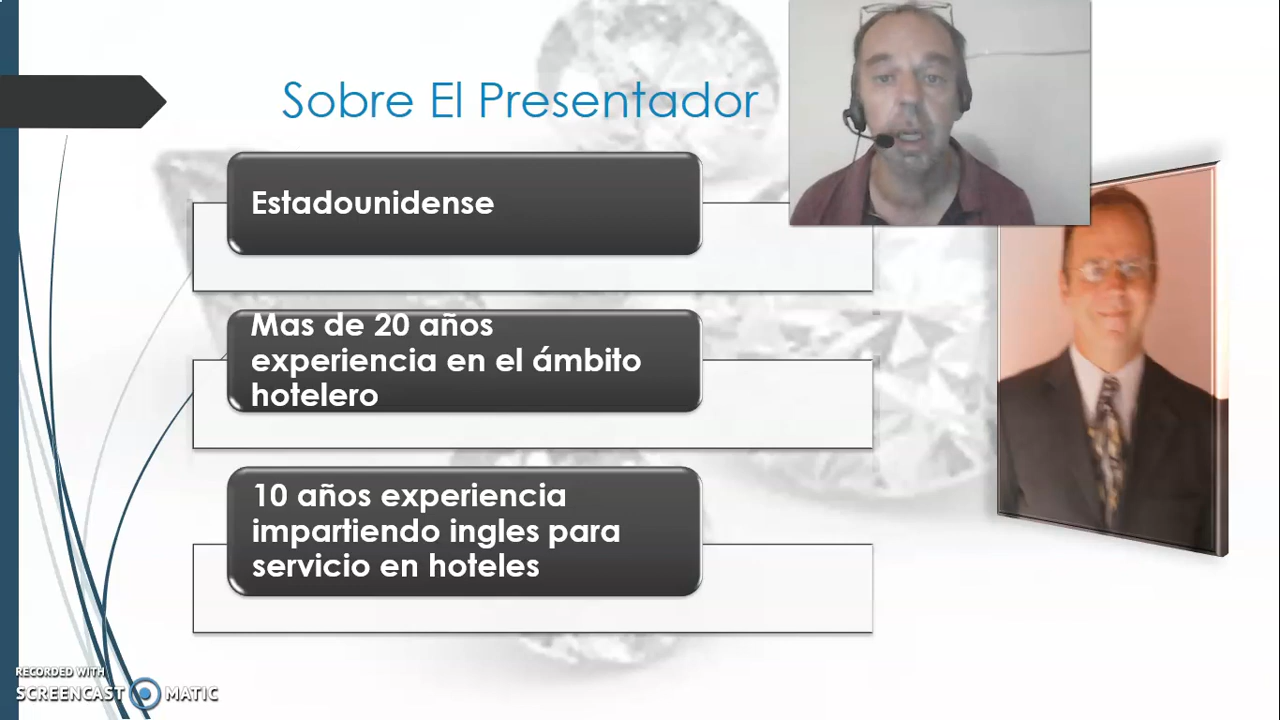 Sobre El Presentador
Estadounidense
Mas de 20 años
experiencia en el ámbito
hotelero
10 años experiencia
impartiendo ingles para
servicio en hoteles
RECORDED WITH
SCREENCAST MATIC